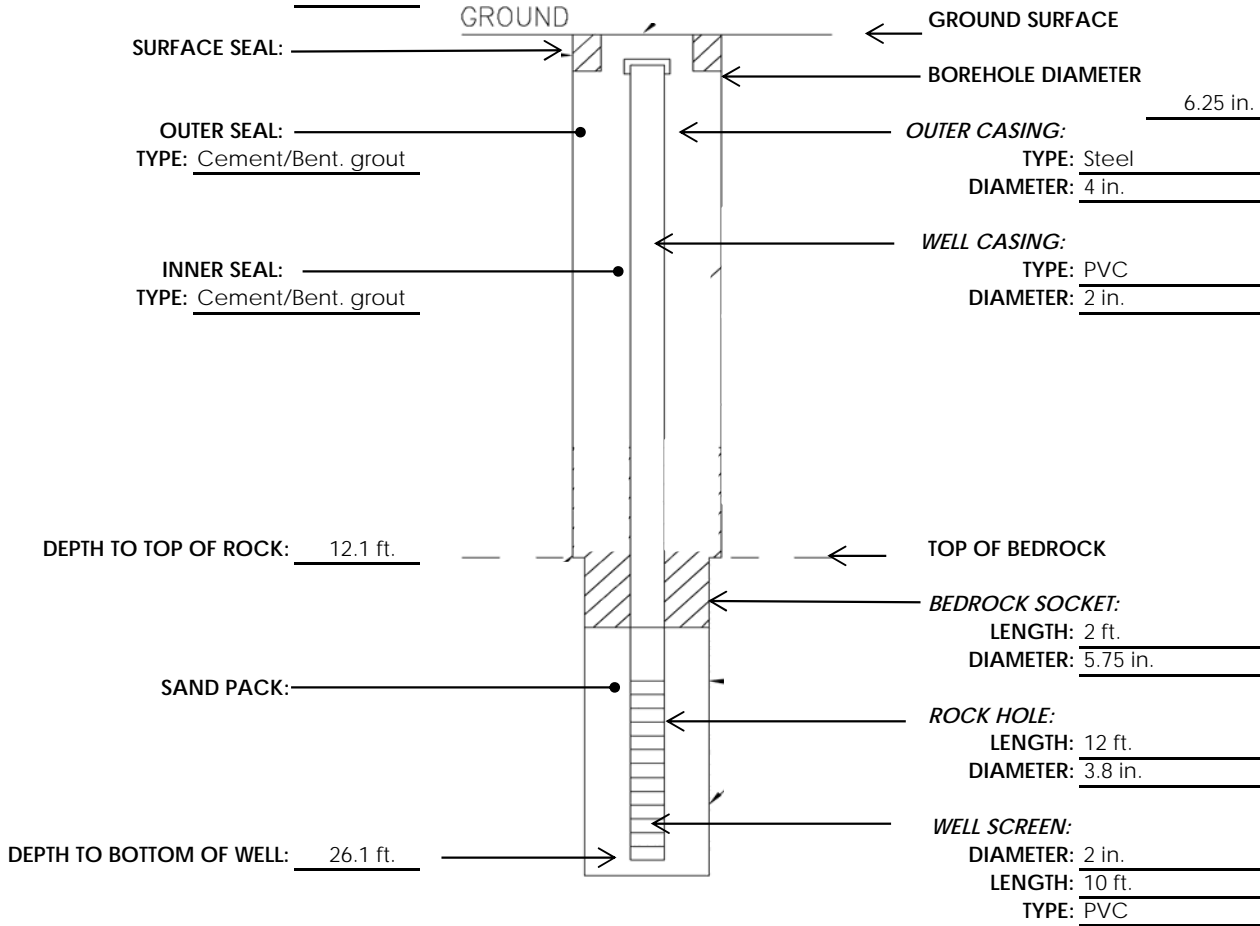 GROUND
GROUND SURFACE
SURFACE SEAL:
BOREHOLE DIAMETER
6.25 in.
OUTER SEAL:
TYPE: Cement/Bent. grout
OUTER CASING:
TYPE: Steel
DIAMETER: 4 in.
WELL CASING:
TYPE: PVC
DIAMETER: 2 in.
INNER SEAL:
TYPE: Cement/Bent. grout
DEPTH TO TOP OF ROCK: 12.1 ft.
TOP OF BEDROCK
BEDROCK SOCKET:
LENGTH: 2 ft.
DIAMETER: 5.75 in.
SAND PACK:
ROCK HOLE:
LENGTH: 12 ft.
DIAMETER: 3.8 in.
WELL SCREEN:
DIAMETER: 2 in.
LENGTH: 10 ft.
TYPE: PVC
DEPTH TO BOTTOM OF WELL: 26.1 ft.